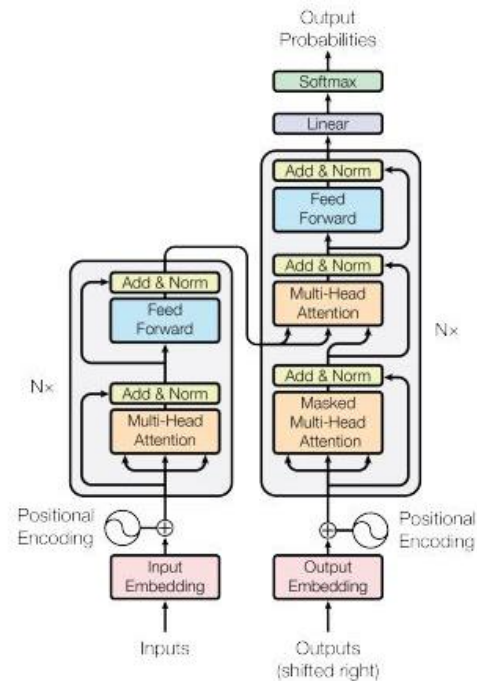 Output
Probabilities
Softmax
Linear
Add & Norm
Feed
Forward
Add & Norm
Multi-Head
Attention
Add & Norm
Masked
Multi-Head
Attention
Nx
Add & Norm
Feed
Forward
Add & Norm
Multi-Head
Attention
Nx
Positional
Encoding
Positional
Encoding
Input
Embedding
Output
Embedding
Inputs
Outputs
(shifted right)